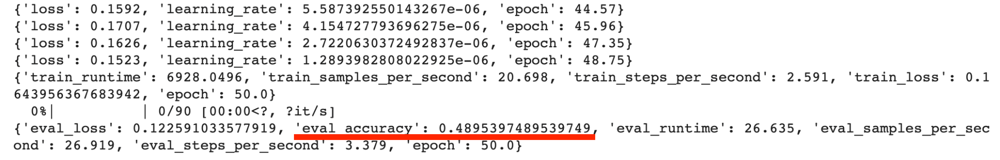 {'loss': 0.1592, 'learning_rate': 5.587392550143267e-06, 'epoch': 44.57}
{'loss': 0.1707, 'learning_rate': 4.154727793696275e-06, 'epoch': 45.96}
{'loss': 0.1626, 'learning_rate': 2.7220630372492837e-06, 'epoch': 47.35}
{'loss': 0.1523, 'learning_rate': 1.2893982808022925e-06, 'epoch': 48.75}
{'train_runtime': 6928.0496, 'train_samples_per_second': 20.698, 'train_steps_per_second': 2.591, 'train_loss': 0.1
643956367683942, 'epoch': 50.0}
0%| | 0/90 [00:00<?, ?it/s]
{'eval_loss': 0.122591033577919, 'eval_accuracy': 0.4895397489539749, 'eval_runtime': 26.635, 'eval_samples_per_sec
ond': 26.919, 'eval_steps_per_second': 3.379, 'epoch': 50.0}